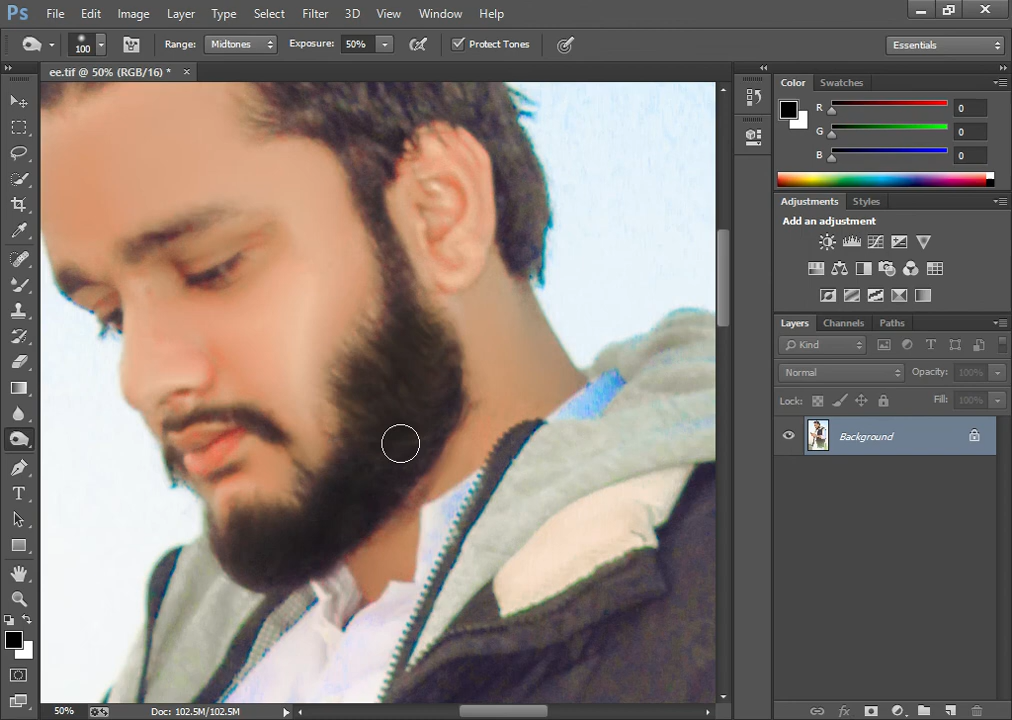 Ps File Edit Image Layer Type Select Filter 3D View Window Help
100 Range: Midtones Exposure: 50% Protect Tones Essentials
ee.tif @ 50% (RGB/16) * ×
Color Swatches
R 0
G 0
B 0
Adjustments Styles
Add an adjustment
Layers Channels Paths
Kind T
Normal Opacity: 100%
Lock: Fill: 100%
Background
T
fx
50% Doc: 102.5M/102.5M